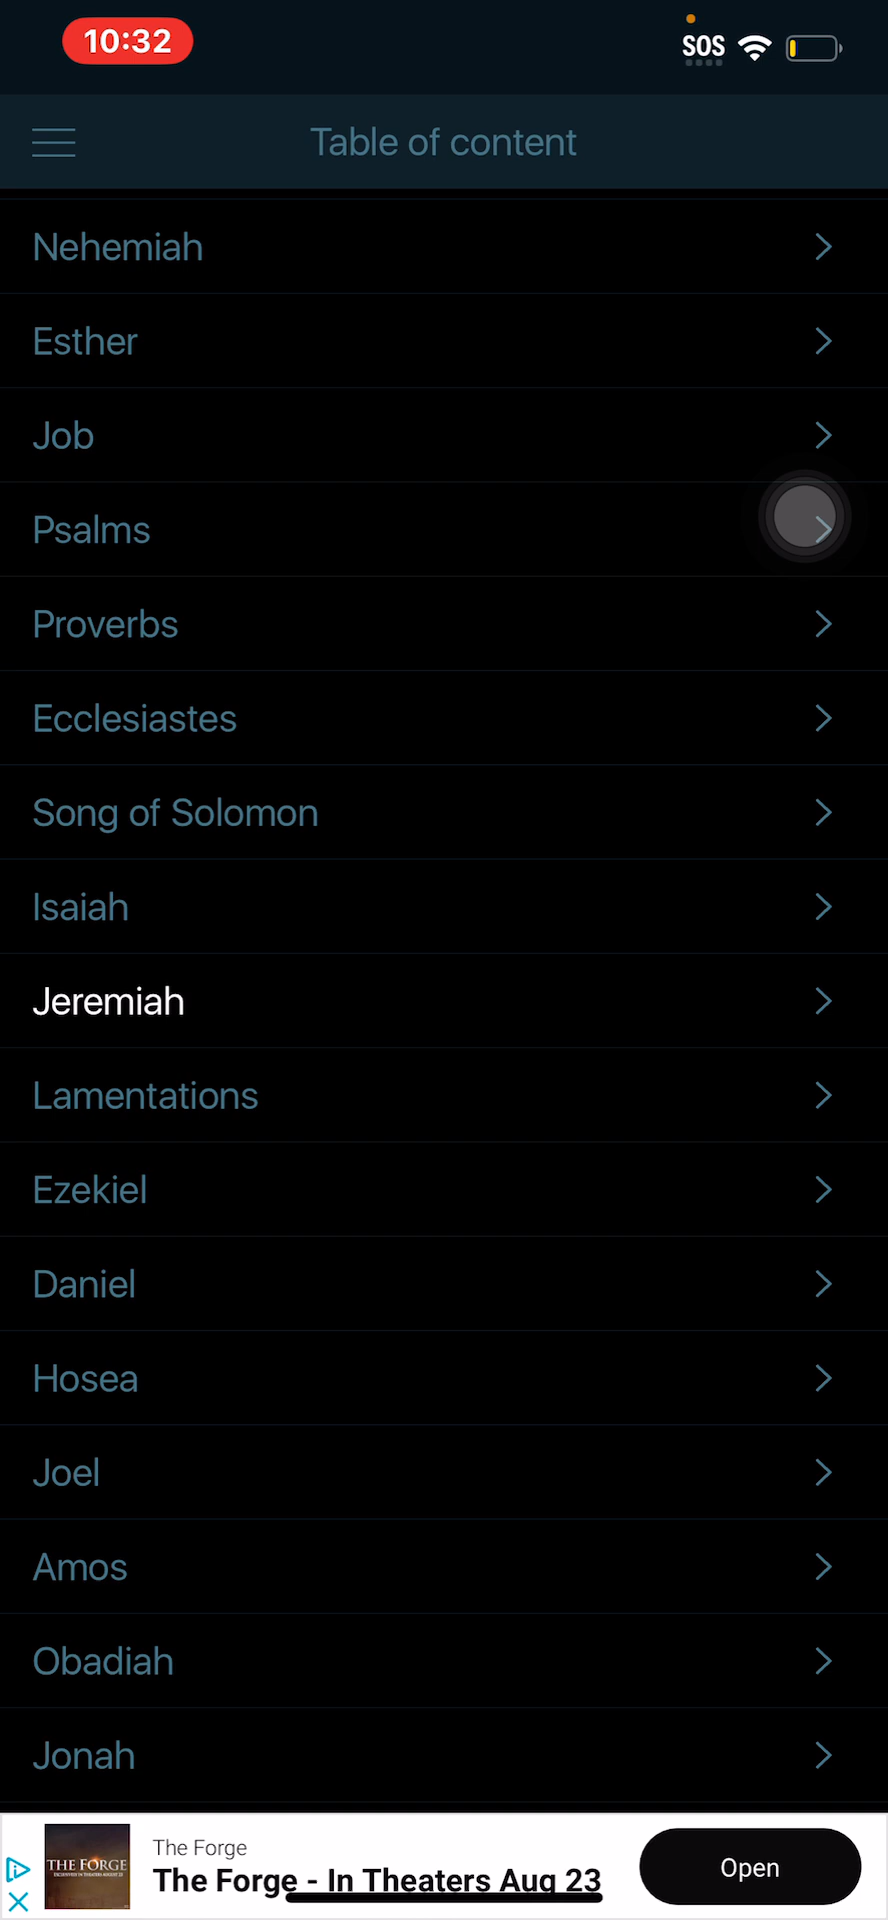 10:32
SOS
Table of content
Nehemiah
Esther
Job
Psalms
Proverbs
Ecclesiastes
Song of Solomon
Isaiah
Jeremiah
Lamentations
Ezekiel
Daniel
Hosea
Joel
Amos
Obadiah
Jonah
THE FORGE
The Forge
The Forge - In Theaters Aug 23
Open